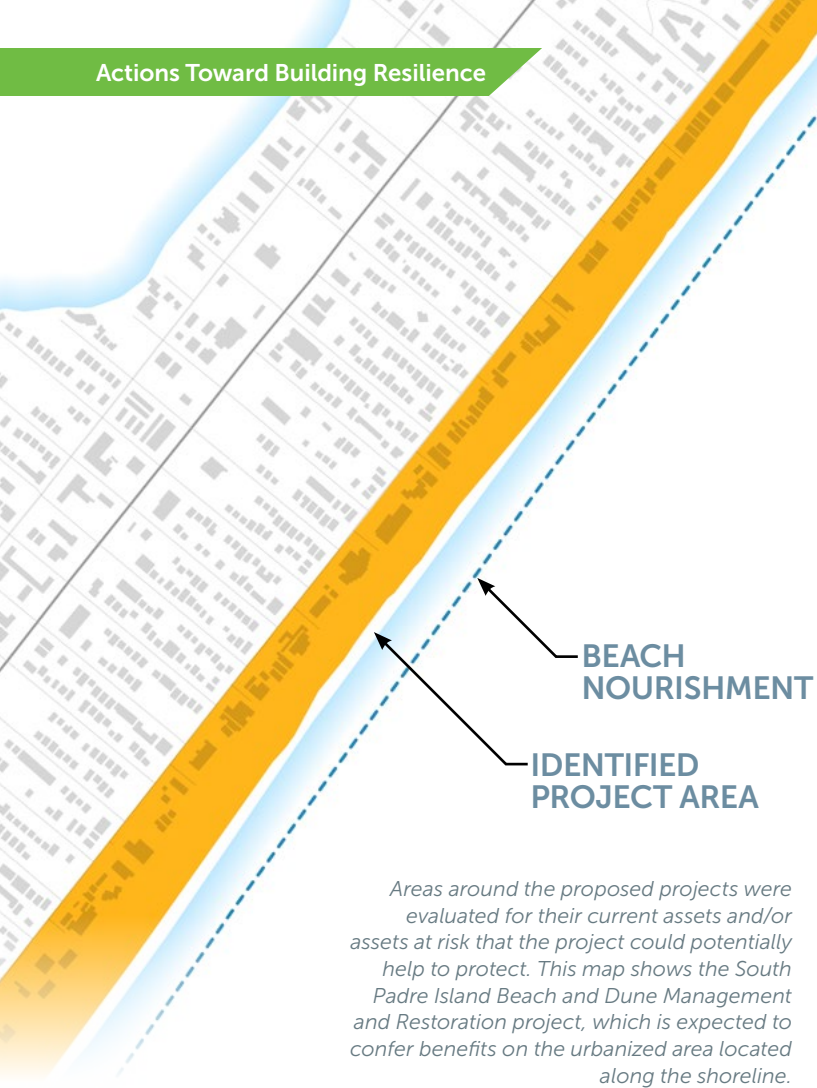 Actions Toward Building Resilience
BEACH
NOURISHMENT
IDENTIFIED
PROJECT AREA
Areas around the proposed projects were
evaluated for their current assets and/or
assets at risk that the project could potentially
help to protect. This map shows the South
Padre Island Beach and Dune Management
and Restoration project, which is expected to
confer benefits on the urbanized area located
along the shoreline.